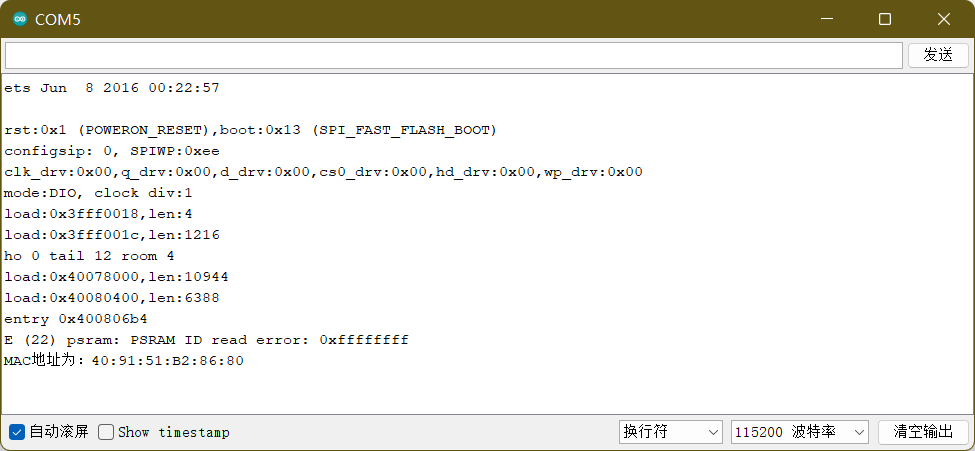 COM5
发送
ets Jun  8 2016 00:22:57
rst:0x1 (POWERON_RESET),boot:0x13 (SPI_FAST_FLASH_BOOT)
configsip: 0, SPIWP:0xee
clk_drv:0x00,q_drv:0x00,d_drv:0x00,cs0_drv:0x00,hd_drv:0x00,wp_drv:0x00
mode:DIO, clock div:1
load:0x3fff0018,len:4
load:0x3fff001c,len:1216
ho 0 tail 12 room 4
load:0x40078000,len:10944
load:0x40080400,len:6388
entry 0x400806b4
E (22) psram: PSRAM ID read error: 0xffffffff
MAC地址为：40:91:51:B2:86:80
自动滚屏 Show timestamp 换行符 115200 波特率 清空输出